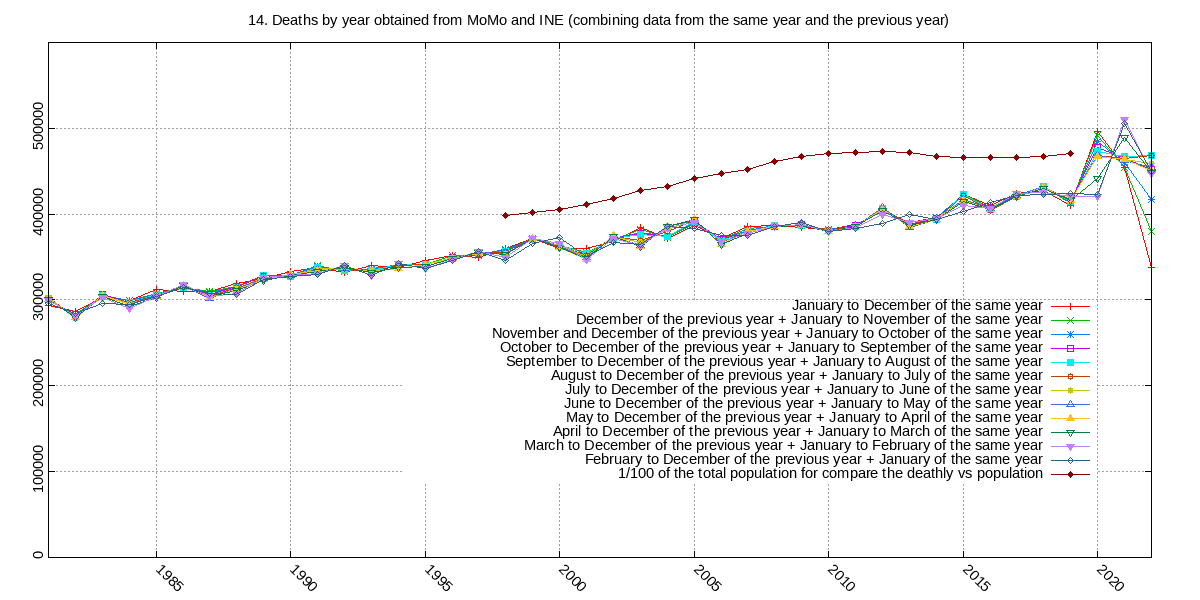 14. Deaths by year obtained from MoMo and INE (combining data from the same year and the previous year)
500000
400000
300000
200000
100000
0
January to December of the same year
December of the previous year + January to November of the same year
November and December of the previous year + January to October of the same year
October to December of the previous year + January to September of the same year
September to December of the previous year + January to August of the same year
August to December of the previous year + January to July of the same year
July to December of the previous year + January to June of the same year
June to December of the previous year + January to May of the same year
May to December of the previous year + January to April of the same year
April to December of the previous year + January to March of the same year
March to December of the previous year + January to February of the same year
February to December of the previous year + January of the same year
1/100 of the total population for compare the deathly vs population
1985
1990
1995
2000
2005
2010
2015
2020